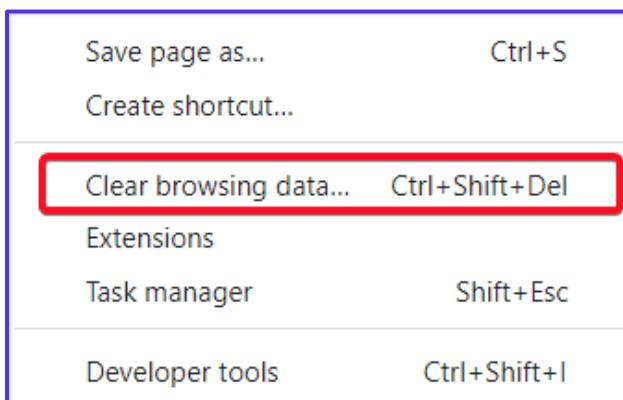 Save page as... Ctrl+S
Create shortcut...
Clear browsing data... Ctrl+Shift+Del
Extensions
Task manager Shift+Esc
Developer tools Ctrl+Shift+I